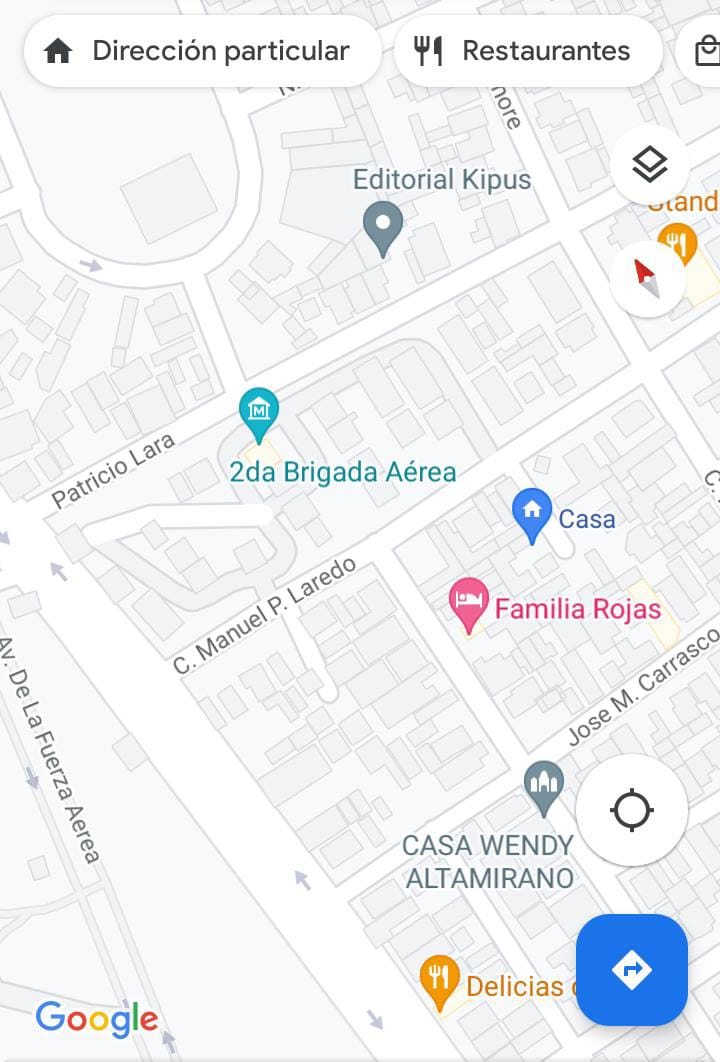 Dirección particular
Restaurantes
Editorial Kipus
Patricio Lara
2da Brigada Aérea
Casa
C. Manuel P. Laredo
Familia Rojas
Jose M. Carrasco
Av. De La Fuerza Aerea
CASA WENDY
ALTAMIRANO
Delicias
Google